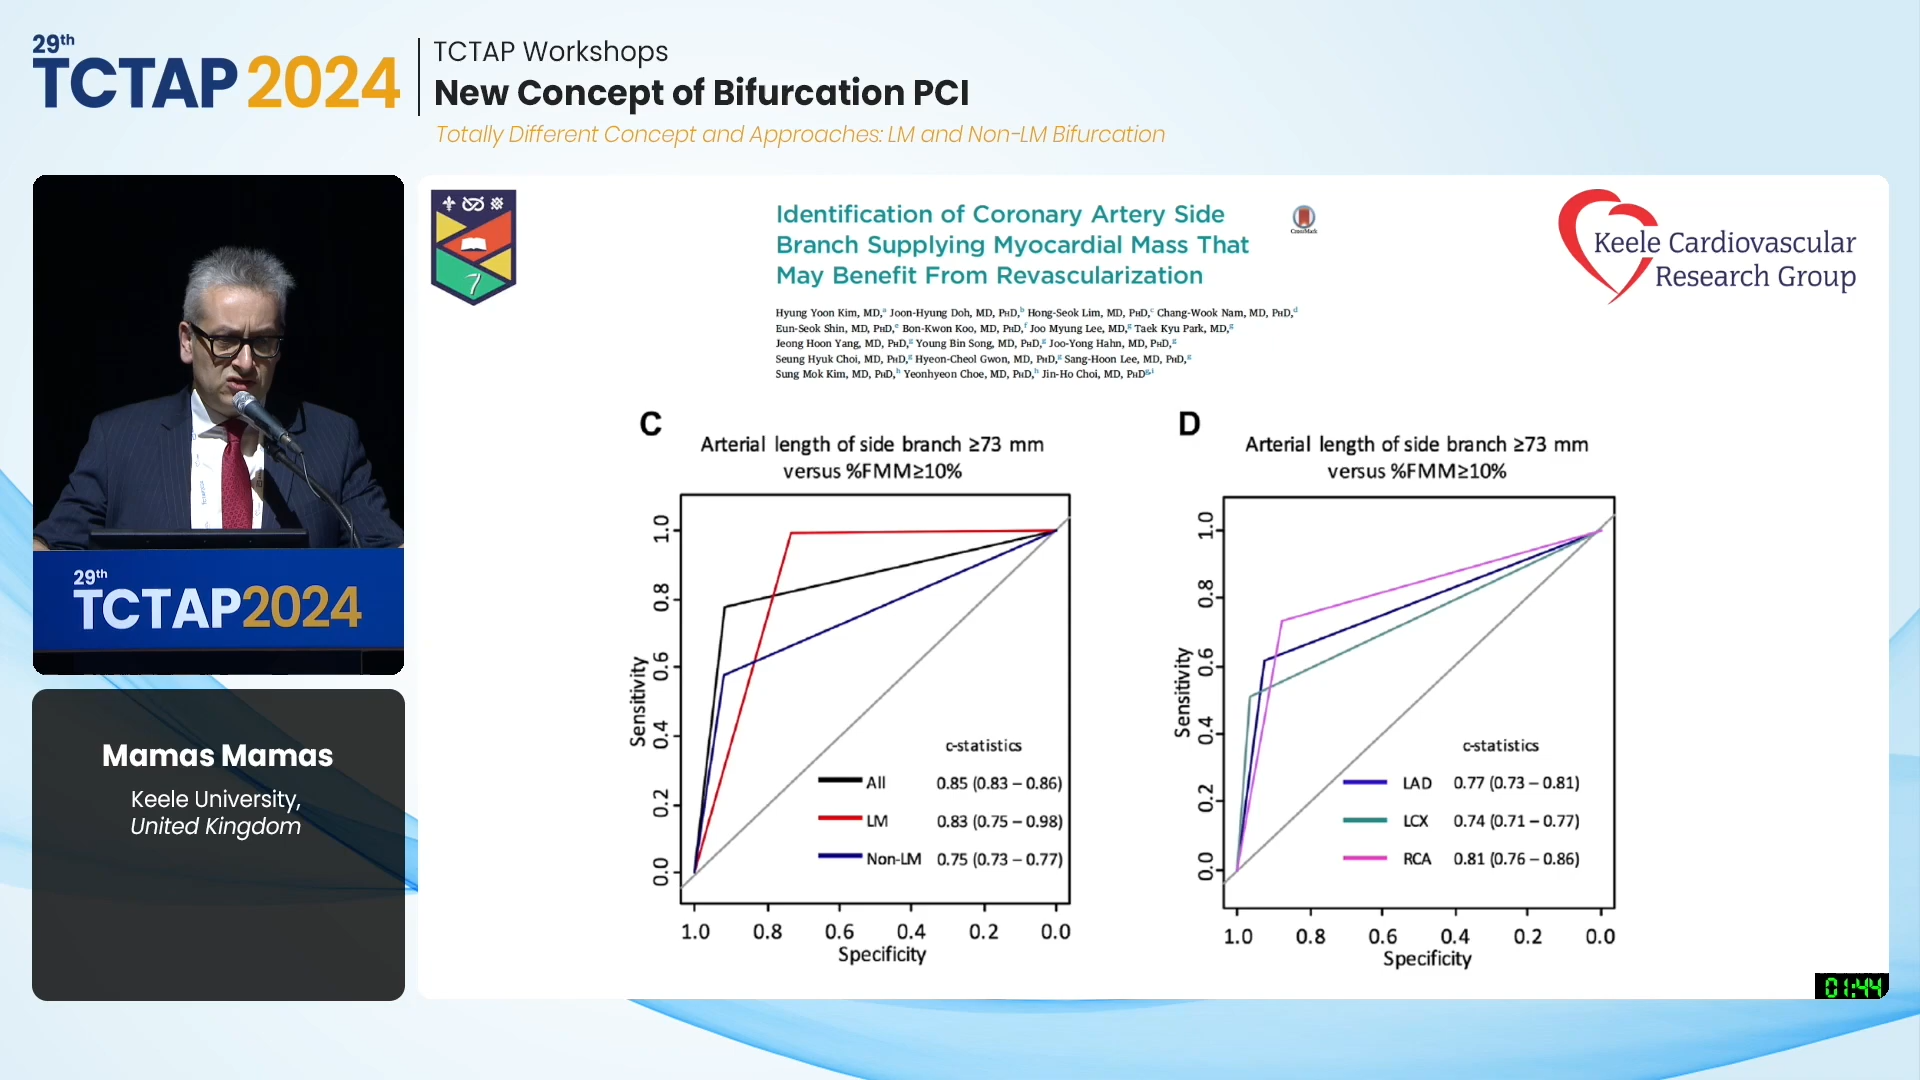 29th
TCTAP 2024
TCTAP Workshops
New Concept of Bifurcation PCI
Totally Different Concept and Approaches: LM and Non-LM Bifurcation
29th
TCTAP2024
Mamas Mamas
Keele University,
United Kingdom
Identification of Coronary Artery Side
Branch Supplying Myocardial Mass That
May Benefit From Revascularization
CrossMark
Keele Cardiovascular
Research Group
Hyung Yoon Kim, MD,a Joon-Hyung Doh, MD, PhD,b Hong-Seok Lim, MD, PhD,c Chang-Wook Nam, MD, PhD,d
Eun-Seok Shin, MD, PhD,e Bon-Kwon Koo, MD, PhD,f Joo Myung Lee, MD,g Taek Kyu Park, MD,g
Jeong Hoon Yang, MD, PhD,g Young Bin Song, MD, PhD,g Joo-Yong Hahn, MD, PhD,g
Seung Hyuk Choi, MD, PhD,g Hyeon-Cheol Gwon, MD, PhD,g Sang-Hoon Lee, MD, PhD,g
Sung Mok Kim, MD, PhD,h Yeonhyeon Choe, MD, PhD,h Jin-Ho Choi, MD, PhDg,i
C
Arterial length of side branch ≥73 mm
versus %FMM≥10%
Sensitivity
1.0
0.8
0.6
0.4
0.2
0.0
c-statistics
All 0.85 (0.83 – 0.86)
LM 0.83 (0.75 – 0.98)
Non-LM 0.75 (0.73 – 0.77)
1.0 0.8 0.6 0.4 0.2 0.0
Specificity
D
Arterial length of side branch ≥73 mm
versus %FMM≥10%
Sensitivity
1.0
0.8
0.6
0.4
0.2
0.0
c-statistics
LAD 0.77 (0.73 – 0.81)
LCX 0.74 (0.71 – 0.77)
RCA 0.81 (0.76 – 0.86)
1.0 0.8 0.6 0.4 0.2 0.0
Specificity
01:44